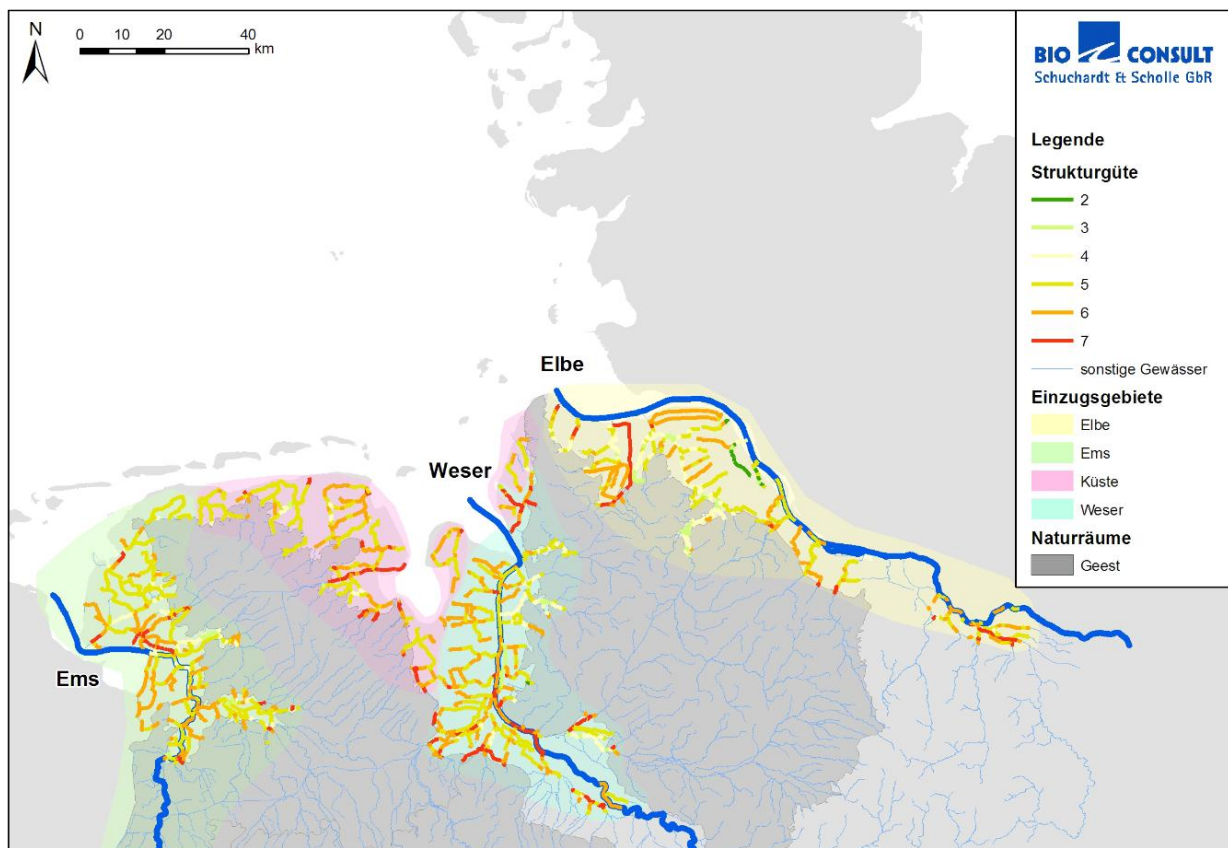 N
0 10 20 40
km
BIO CONSULT
Schuchardt & Scholle GbR
Legende
Strukturgüte
2
3
4
5
6
7
sonstige Gewässer
Einzugsgebiete
Elbe
Ems
Küste
Weser
Naturräume
Geest
Elbe
Weser
Ems